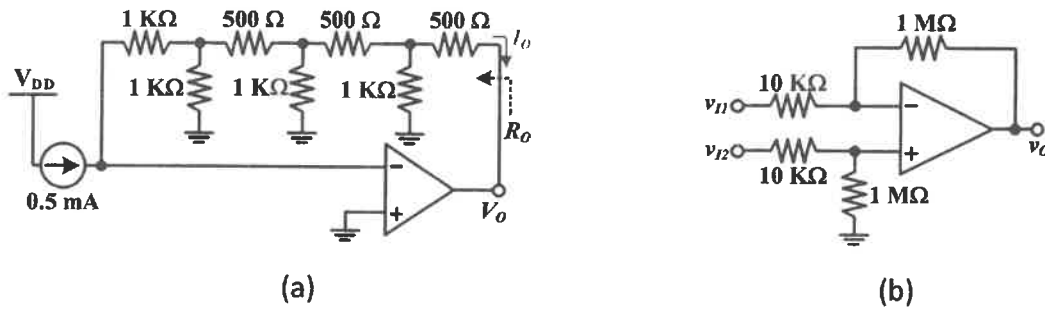 1 KΩ 500 Ω 500 Ω 500 Ω
I_O
V_DD
1 KΩ 1 KΩ 1 KΩ
R_O
0.5 mA
−
+
V_O
(a)
1 MΩ
10 KΩ
v_I1
−
v_I2
+
v_O
10 KΩ
1 MΩ
(b)